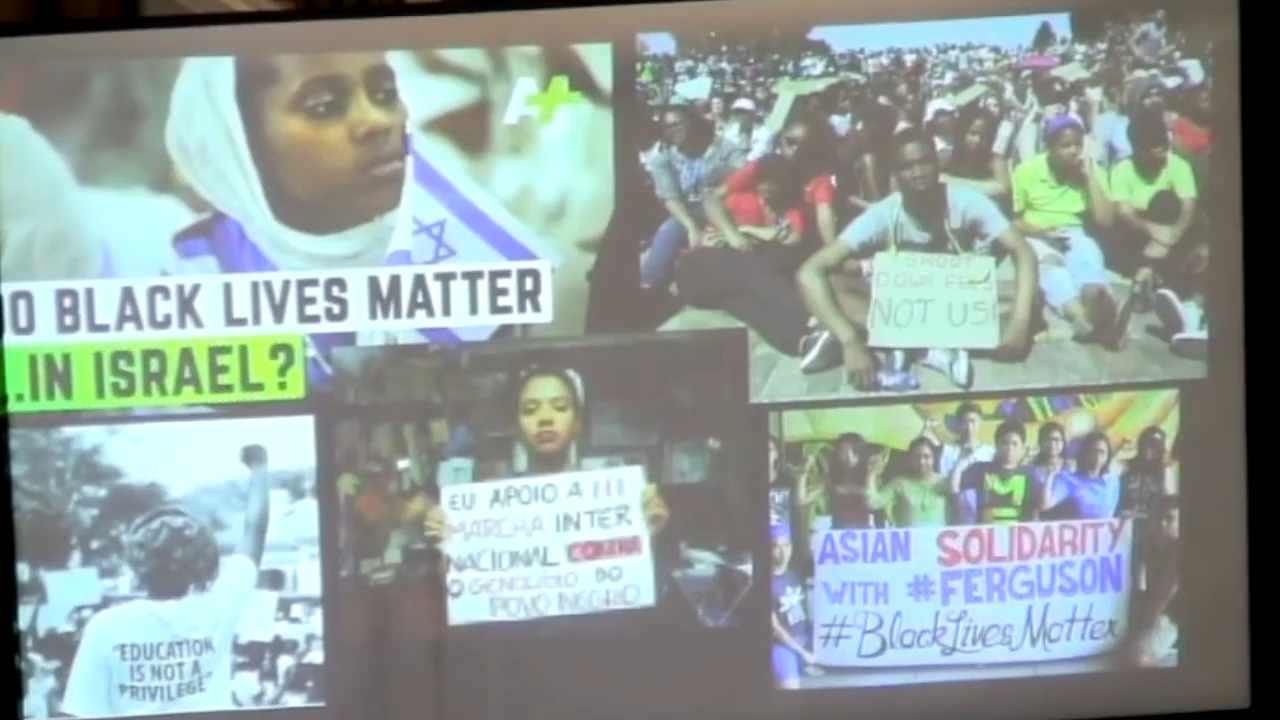 A+
O BLACK LIVES MATTER
..IN ISRAEL?
NOT US!
EU APOIO A III
MARCHA INTER
NACIONAL CONTRA
O GENOCIDIO DO
POVO NEGRO
"EDUCATION
IS NOT A
PRIVILEGE"
ASIAN SOLIDARITY
WITH #FERGUSON
#BlackLivesMatter